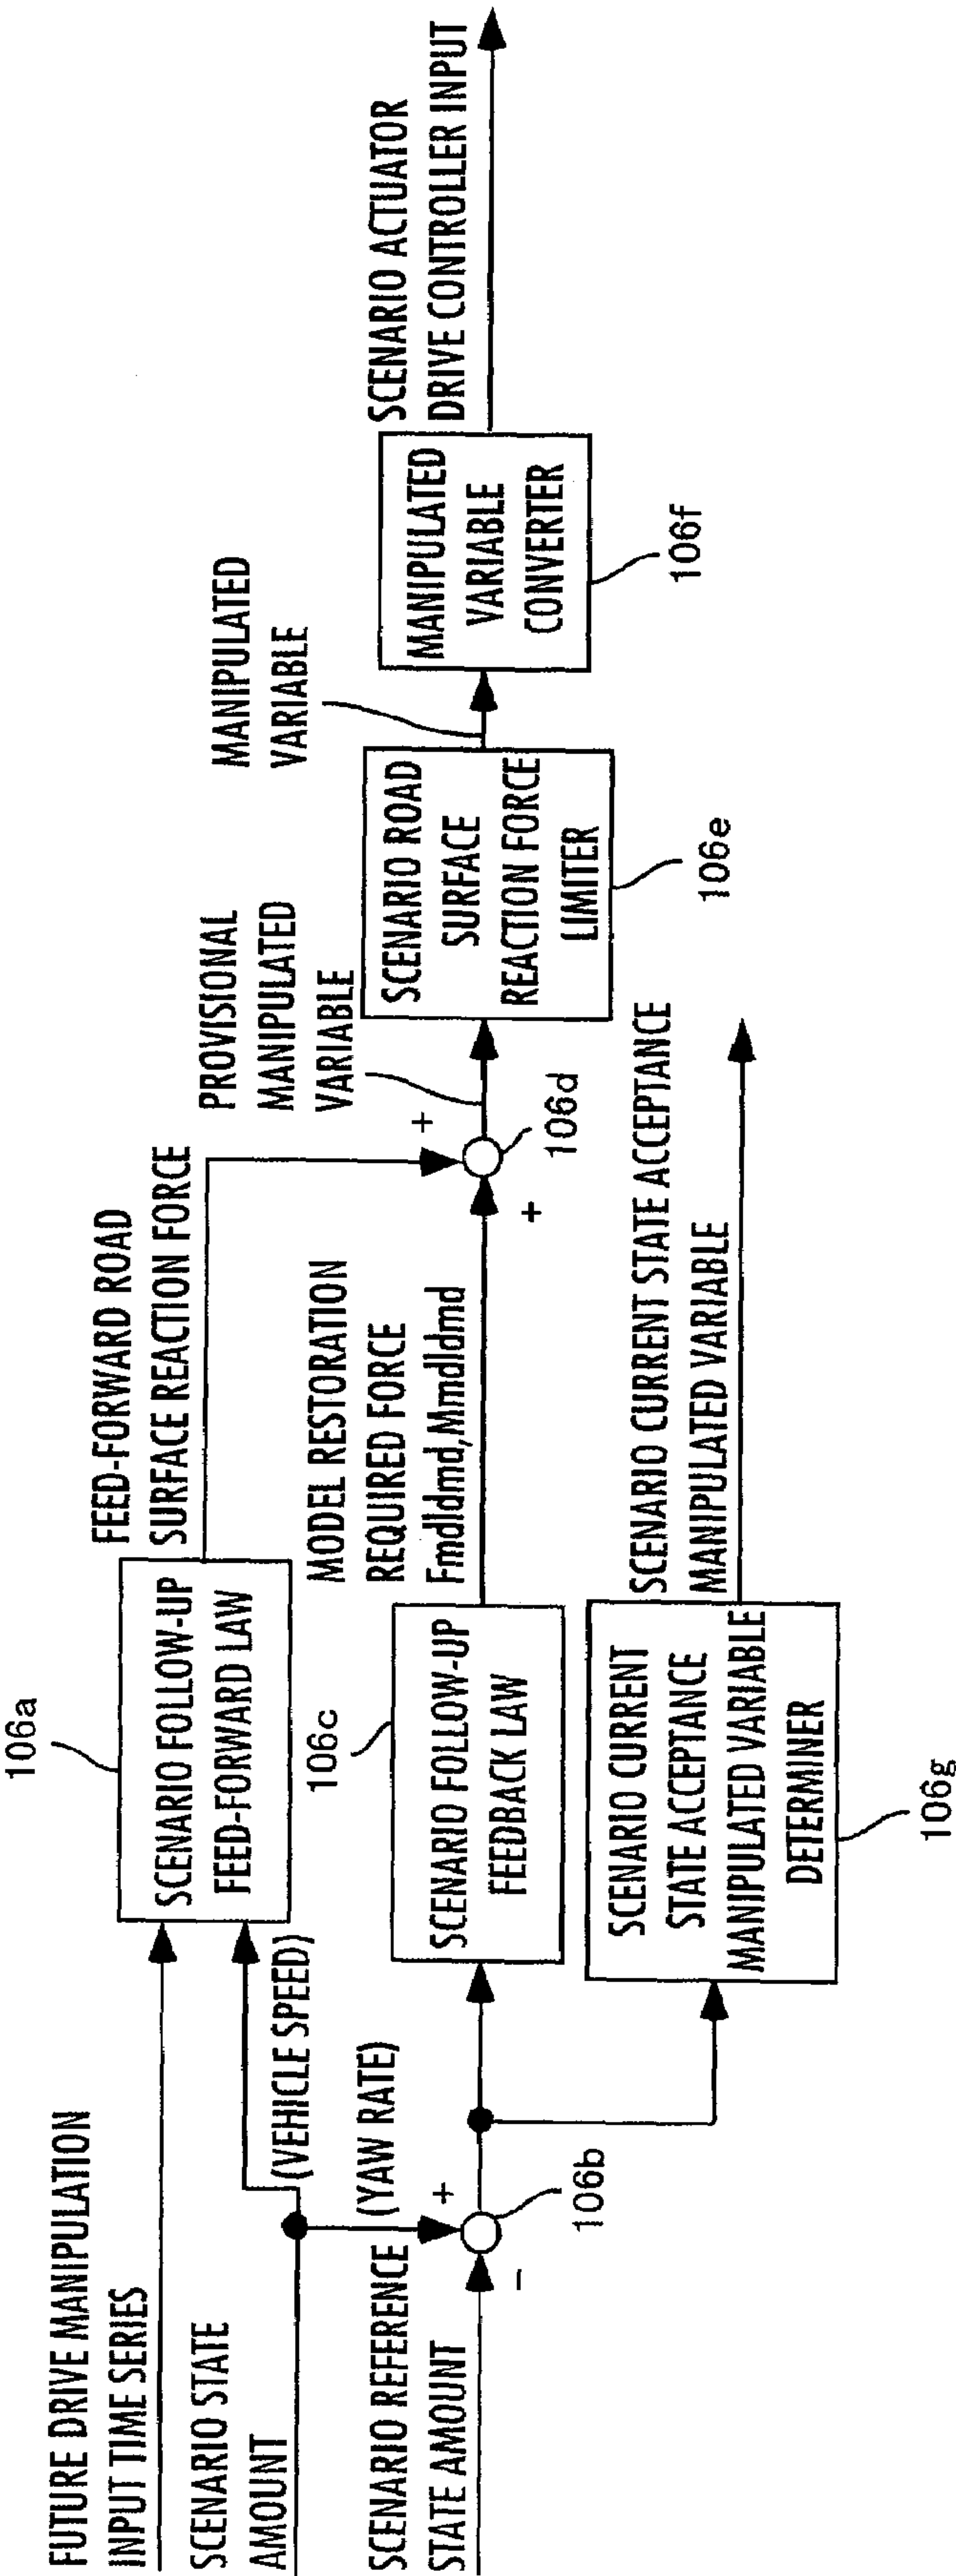 FUTURE DRIVE MANIPULATION
INPUT TIME SERIES
SCENARIO STATE
AMOUNT
(VEHICLE SPEED)
SCENARIO REFERENCE
STATE AMOUNT
(YAW RATE)
+
−
106b
106a
SCENARIO FOLLOW-UP
FEED-FORWARD LAW
106c
SCENARIO FOLLOW-UP
FEEDBACK LAW
SCENARIO CURRENT
STATE ACCEPTANCE
MANIPULATED VARIABLE
DETERMINER
106g
FEED-FORWARD ROAD
SURFACE REACTION FORCE
MODEL RESTORATION
REQUIRED FORCE
Fmdldmd,Mmdldmd
SCENARIO CURRENT STATE ACCEPTANCE
MANIPULATED VARIABLE
+
+
106d
PROVISIONAL
MANIPULATED
VARIABLE
SCENARIO ROAD
SURFACE
REACTION FORCE
LIMITER
106e
MANIPULATED
VARIABLE
MANIPULATED
VARIABLE
CONVERTER
106f
SCENARIO ACTUATOR
DRIVE CONTROLLER INPUT